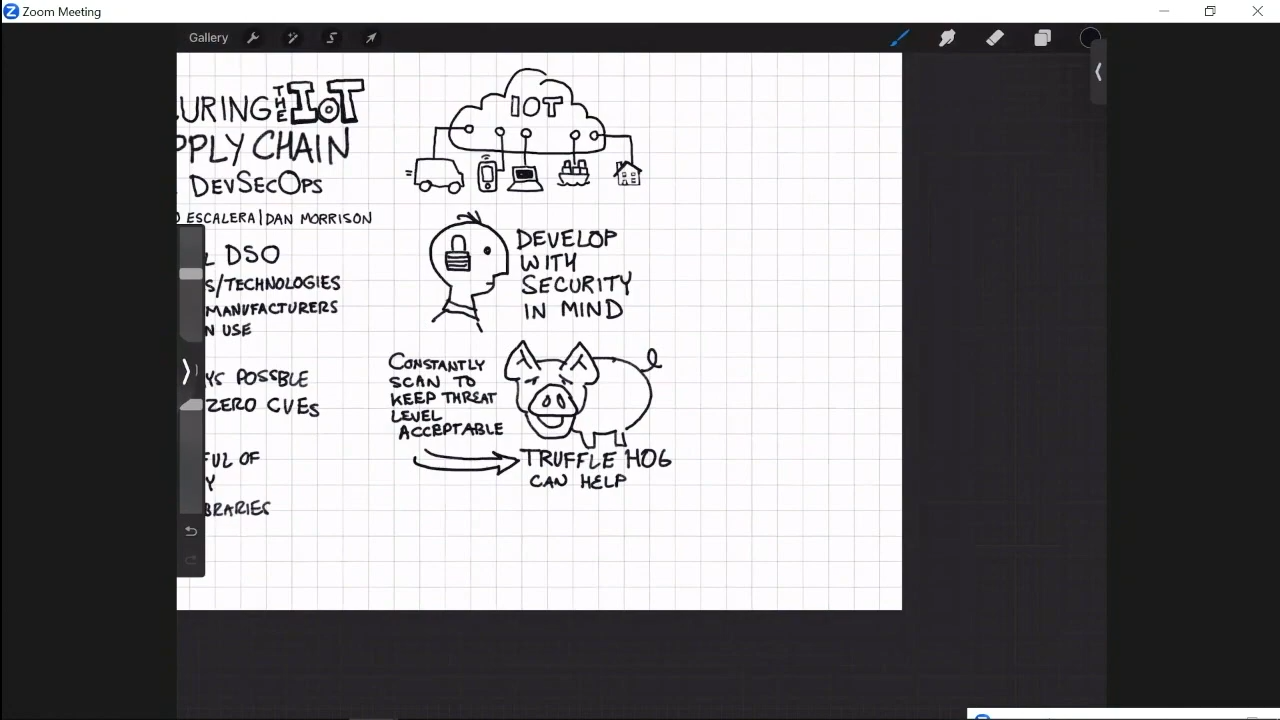 Zoom Meeting
Gallery
URING THE IoT
PPLY CHAIN
DEVSECOPS
ESCALERA | DAN MORRISON
DSO
S/TECHNOLOGIES
MANUFACTURERS
N USE
YS POSSBLE
ZERO CVEs
FUL OF
Y
BRARIES
IOT
DEVELOP
WITH
SECURITY
IN MIND
CONSTANTLY
SCAN TO
KEEP THREAT
LEVEL
ACCEPTABLE
TRUFFLE HOG
CAN HELP